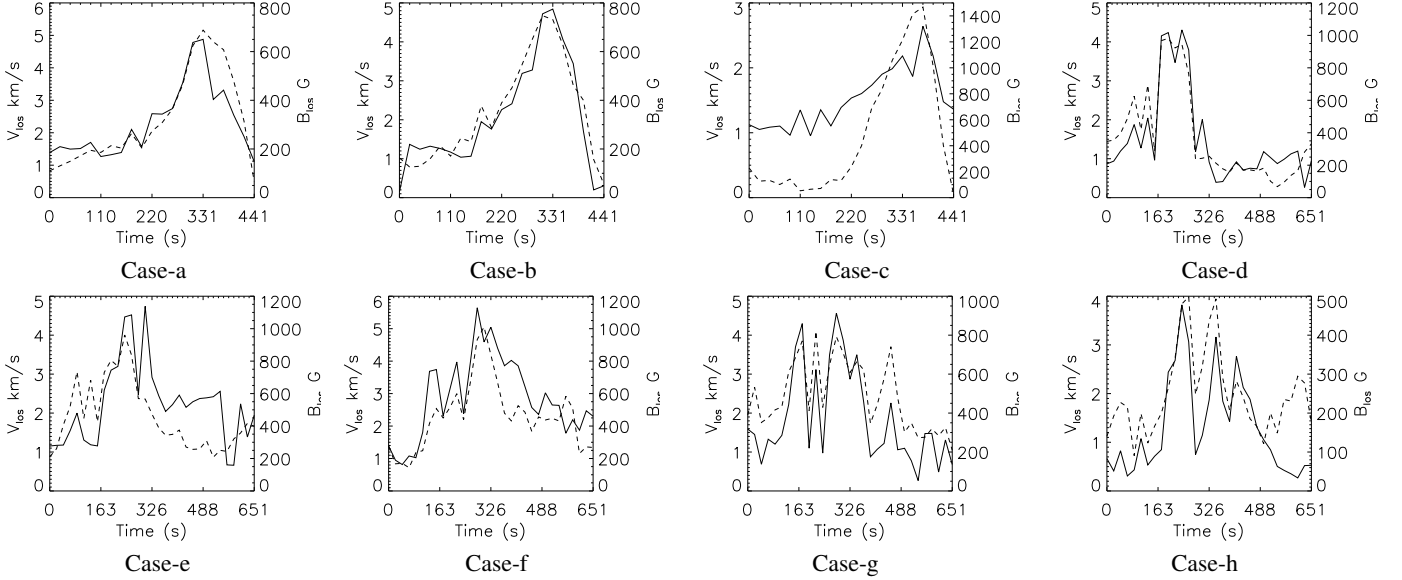 6 5 4 3 2 1 0
V_los km/s
800 600 400 200 0
B_los G
0 110 220 331 441
Time (s)
Case-a
5 4 3 2 1 0
V_los km/s
800 600 400 200 0
B_los G
0 110 220 331 441
Time (s)
Case-b
3 2 1 0
V_los km/s
1400 1200 1000 800 600 400 200 0
B_los G
0 110 220 331 441
Time (s)
Case-c
5 4 3 2 1 0
V_los km/s
1200 1000 800 600 400 200 0
B_los G
0 163 326 488 651
Time (s)
Case-d
5 4 3 2 1 0
V_los km/s
1200 1000 800 600 400 200 0
B_los G
0 163 326 488 651
Time (s)
Case-e
6 5 4 3 2 1 0
V_los km/s
1200 1000 800 600 400 200 0
B_los G
0 163 326 488 651
Time (s)
Case-f
5 4 3 2 1 0
V_los km/s
1000 800 600 400 200 0
B_los G
0 163 326 488 651
Time (s)
Case-g
4 3 2 1 0
V_los km/s
500 400 300 200 100 0
B_los G
0 163 326 488 651
Time (s)
Case-h